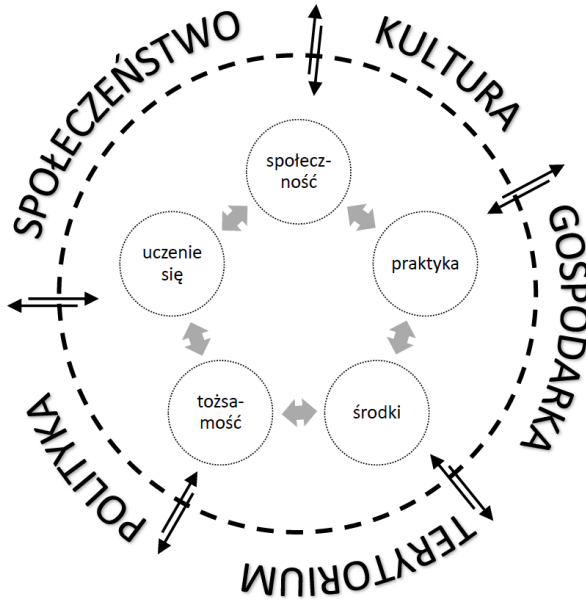 SPOŁECZEŃSTWO
KULTURA
GOSPODARKA
TERYTORIUM
POLITYKA
społecz-
ność
praktyka
środki
tożsa-
mość
uczenie
się